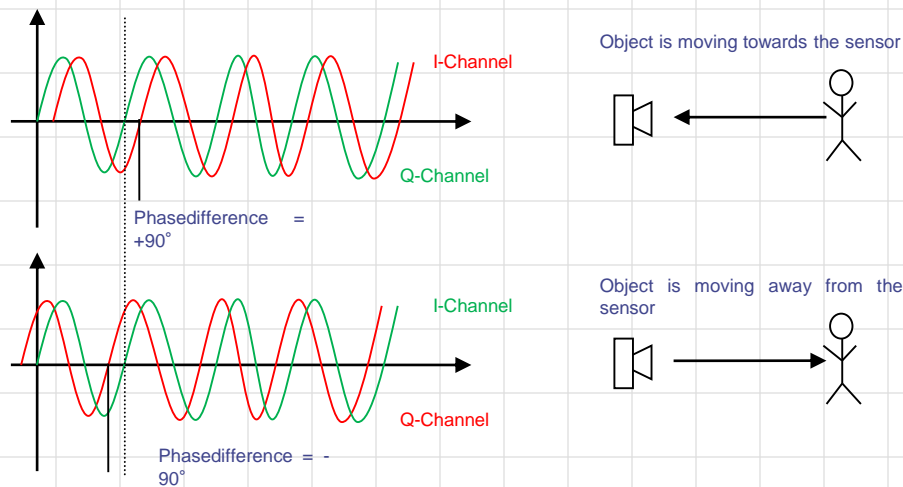 Object is moving towards the sensor
I-Channel
Q-Channel
Phasedifference =
+90°
Object is moving away from the
sensor
I-Channel
Q-Channel
Phasedifference = -
90°